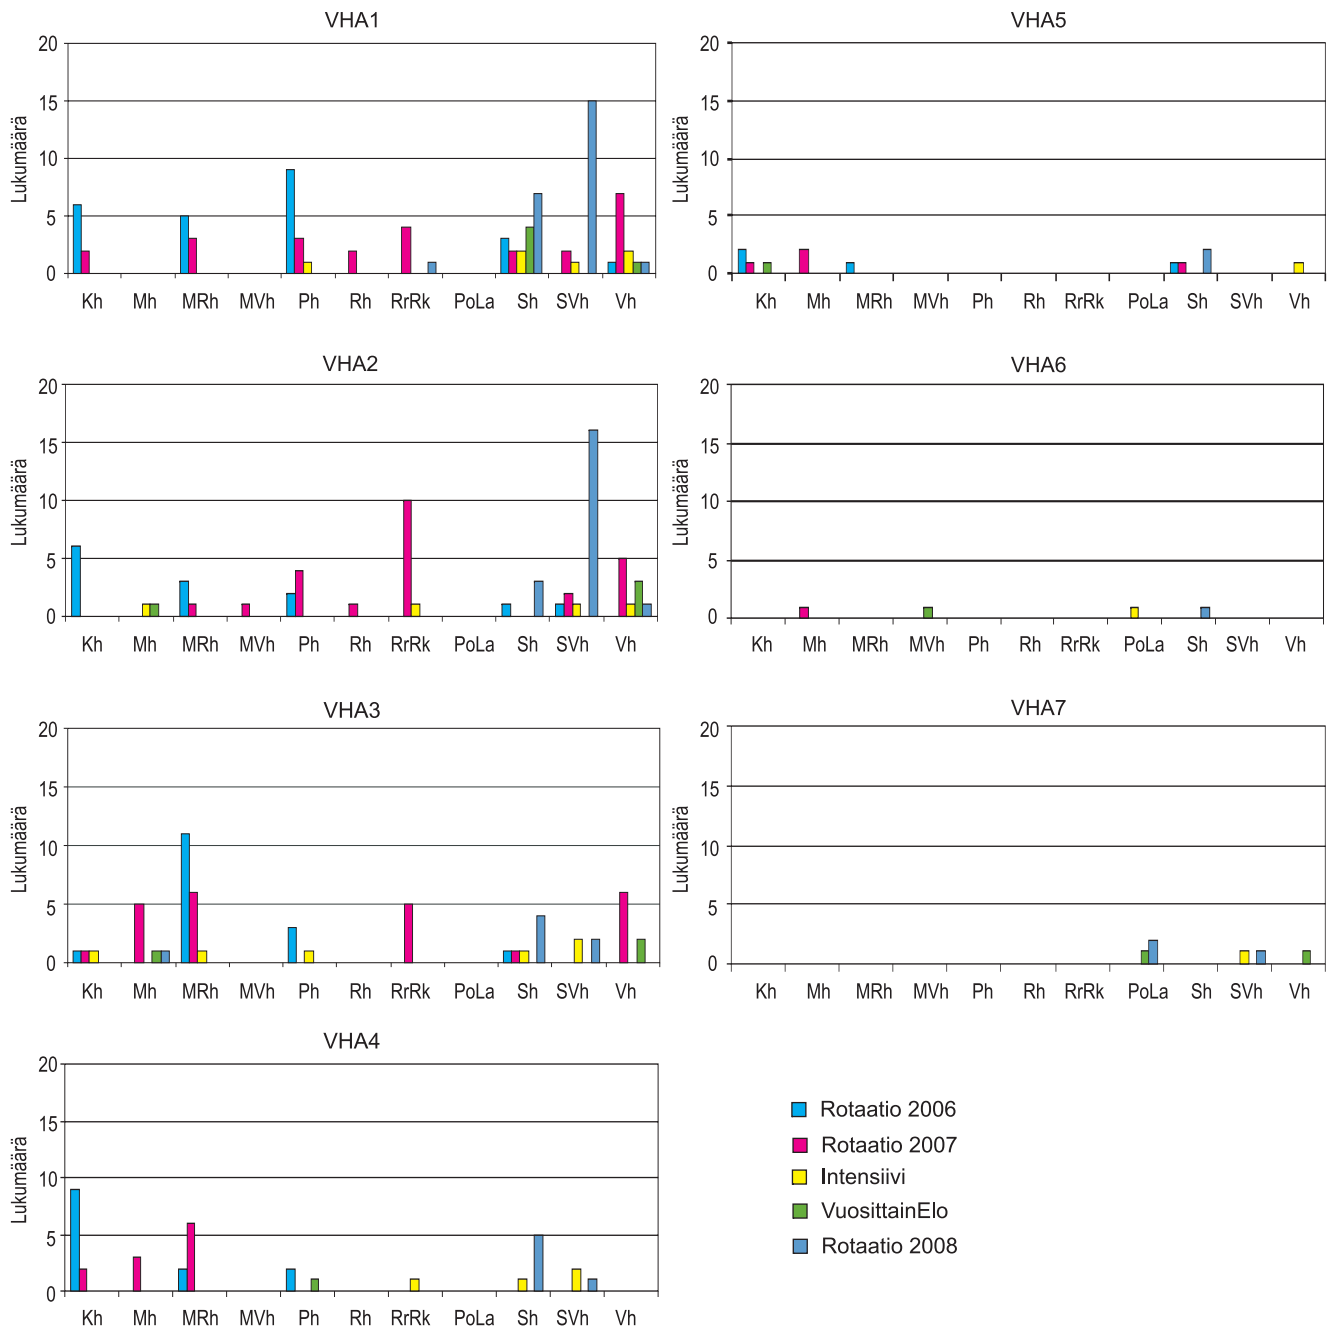 VHA1
Lukumäärä
20
15
10
5
0
Kh Mh MRh MVh Ph Rh RrRk PoLa Sh SVh Vh
VHA2
Lukumäärä
20
15
10
5
0
Kh Mh MRh MVh Ph Rh RrRk PoLa Sh SVh Vh
VHA3
Lukumäärä
20
15
10
5
0
Kh Mh MRh MVh Ph Rh RrRk PoLa Sh SVh Vh
VHA4
Lukumäärä
20
15
10
5
0
Kh Mh MRh MVh Ph Rh RrRk PoLa Sh SVh Vh
VHA5
Lukumäärä
20
15
10
5
0
Kh Mh MRh MVh Ph Rh RrRk PoLa Sh SVh Vh
VHA6
Lukumäärä
20
15
10
5
0
Kh Mh MRh MVh Ph Rh RrRk PoLa Sh SVh Vh
VHA7
Lukumäärä
20
15
10
5
0
Kh Mh MRh MVh Ph Rh RrRk PoLa Sh SVh Vh
Rotaatio 2006
Rotaatio 2007
Intensiivi
VuosittainElo
Rotaatio 2008